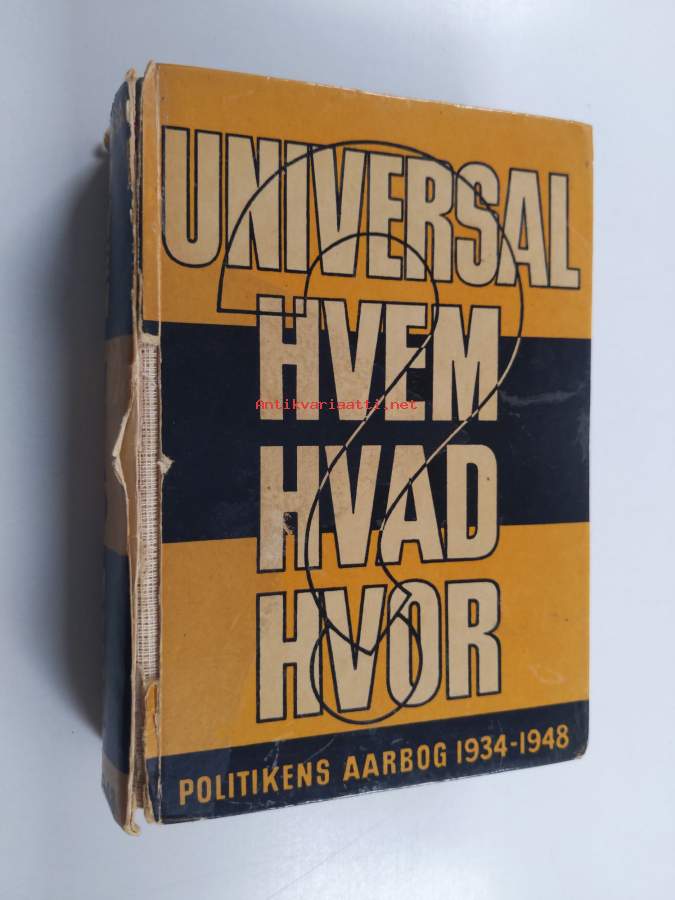 UNIVERSAL
HVEM
Antikvariaatti.net
HVAD
HVOR
POLITIKENS AARBOG 1934-1948